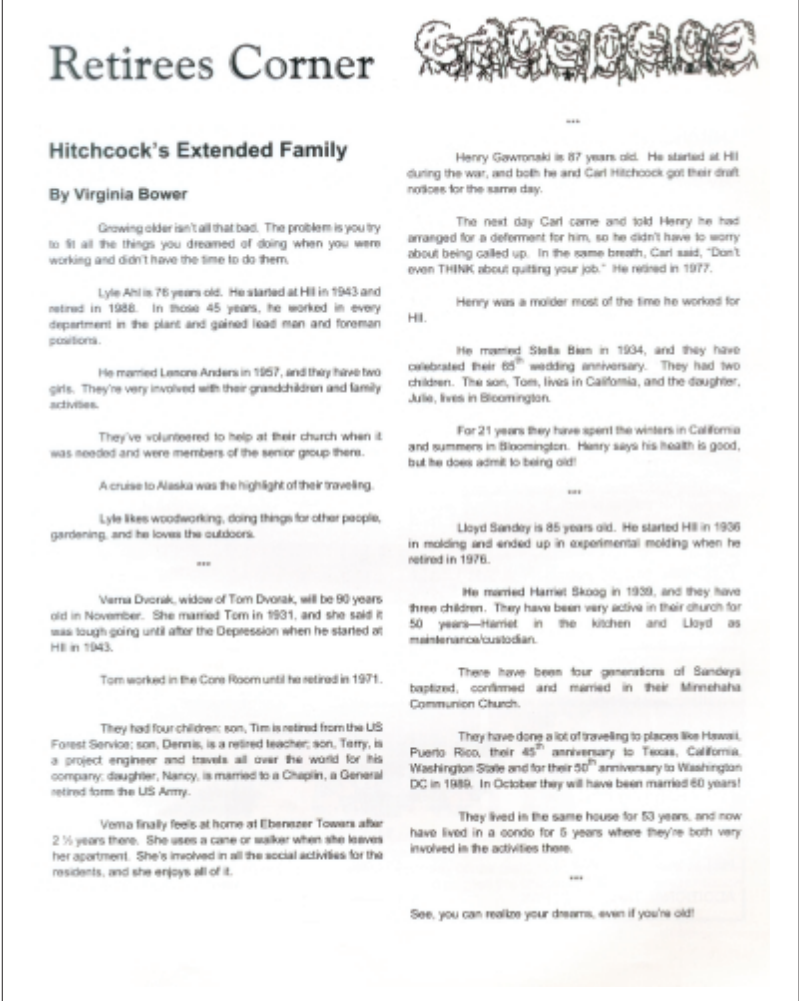 Retirees Corner
Hitchcock's Extended Family
By Virginia Bower
Growing older isn't all that bad. The problem is you try
to fit all the things you dreamed of doing when you were
working and didn't have the time to do them.
Lyle Ahl is 76 years old. He started at HII in 1943 and
retired in 1988. In those 45 years, he worked in every
department in the plant and gained lead man and foreman
positions.
He married Lenore Anders in 1957, and they have two
girls. They're very involved with their grandchildren and family
activities.
They've volunteered to help at their church when it
was needed and were members of the senior group there.
A cruise to Alaska was the highlight of their traveling.
Lyle likes woodworking, doing things for other people,
gardening, and he loves the outdoors.
***
Verna Dvorak, widow of Tom Dvorak, will be 90 years
old in November. She married Tom in 1931, and she said it
was tough going until after the Depression when he started at
HII in 1943.
Tom worked in the Core Room until he retired in 1971.
They had four children; son, Tim is retired from the US
Forest Service; son, Dennis, is a retired teacher; son, Terry, is
a project engineer and travels all over the world for his
company; daughter, Nancy, is married to a Chaplin, a General
retired form the US Army.
Verna finally feels at home at Ebenezer Towers after
2 ½ years there. She uses a cane or walker when she leaves
her apartment. She's involved in all the social activities for the
residents, and she enjoys all of it.
***
Henry Gawronski is 87 years old. He started at HII
during the war, and both he and Carl Hitchcock got their draft
notices for the same day.
The next day Carl came and told Henry he had
arranged for a deferment for him, so he didn't have to worry
about being called up. In the same breath, Carl said, "Don't
even THINK about quitting your job." He retired in 1977.
Henry was a molder most of the time he worked for
HII.
He married Stella Bien in 1934, and they have
celebrated their 65th wedding anniversary. They had two
children. The son, Tom, lives in California, and the daughter,
Julie, lives in Bloomington.
For 21 years they have spent the winters in California
and summers in Bloomington. Henry says his health is good,
but he does admit to being old!
***
Lloyd Sandey is 85 years old. He started HII in 1936
in molding and ended up in experimental molding when he
retired in 1976.
He married Harriet Skoog in 1939, and they have
three children. They have been very active in their church for
50 years—Harriet in the kitchen and Lloyd as
maintenance/custodian.
There have been four generations of Sandeys
baptized, confirmed and married in their Minnehaha
Communion Church.
They have done a lot of traveling to places like Hawaii,
Puerto Rico, their 45th anniversary to Texas, California,
Washington State and for their 50th anniversary to Washington
DC in 1989. In October they will have been married 60 years!
They lived in the same house for 53 years, and now
have lived in a condo for 5 years where they're both very
involved in the activities there.
***
See, you can realize your dreams, even if you're old!